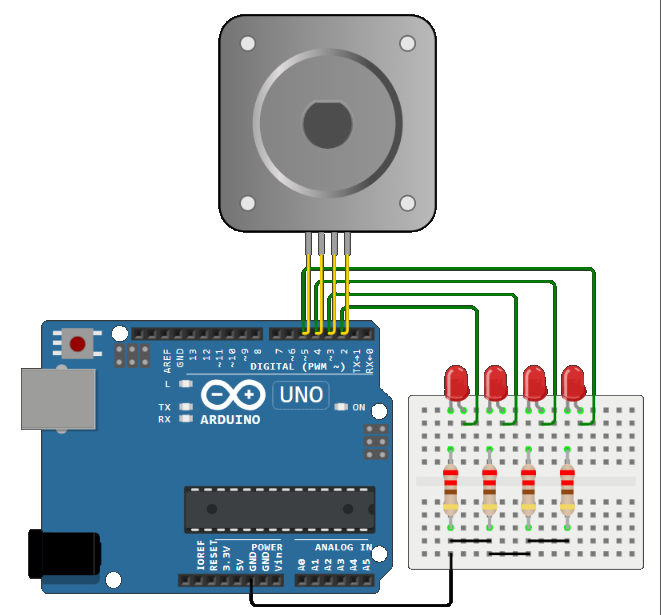 AREF
GND
13
12
~11
~10
~9
8
7
~6
~5
4
~3
2
TX→1
RX←0
DIGITAL (PWM ~)
L
UNO
TX
RX
ON
ARDUINO
IOREF
RESET
3.3V
5V
GND
GND
Vin
POWER
ANALOG IN
A0
A1
A2
A3
A4
A5